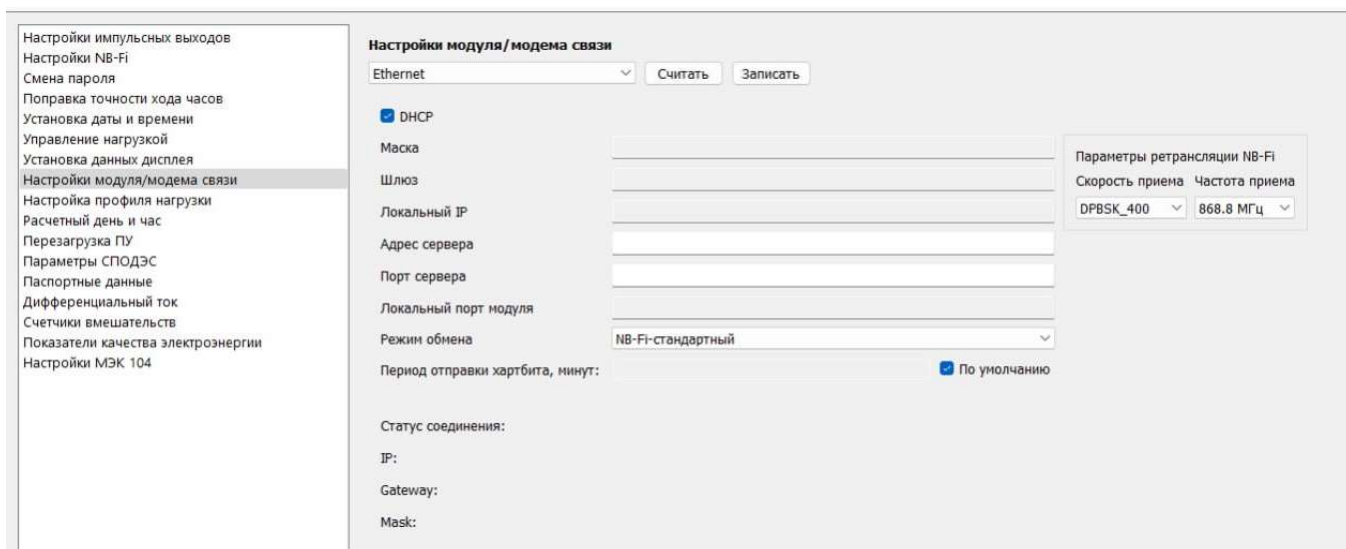 Настройки импульсных выходов
Настройки NB-Fi
Смена пароля
Поправка точности хода часов
Установка даты и времени
Управление нагрузкой
Установка данных дисплея
Настройки модуля/модема связи
Настройка профиля нагрузки
Расчетный день и час
Перезагрузка ПУ
Параметры СПОДЭС
Паспортные данные
Дифференциальный ток
Счетчики вмешательств
Показатели качества электроэнергии
Настройки МЭК 104
Настройки модуля/модема связи
Ethernet Считать Записать
DHCP
Маска
Шлюз
Локальный IP
Адрес сервера
Порт сервера
Локальный порт модуля
Режим обмена NB-Fi-стандартный
Период отправки хартбита, минут: По умолчанию
Статус соединения:
IP:
Gateway:
Mask:
Параметры ретрансляции NB-Fi
Скорость приема Частота приема
DPBSK_400 868.8 МГц